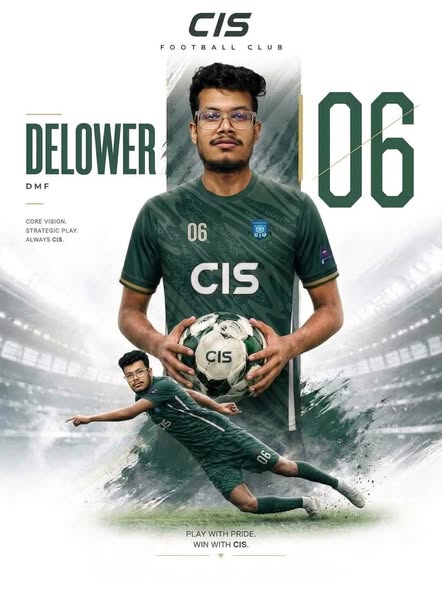 CIS
FOOTBALL CLUB
DELOWER
DMF
06
CORE VISION.
STRATEGIC PLAY.
ALWAYS CIS.
06
CIS
CIS
CIS
06
PLAY WITH PRIDE.
WIN WITH CIS.